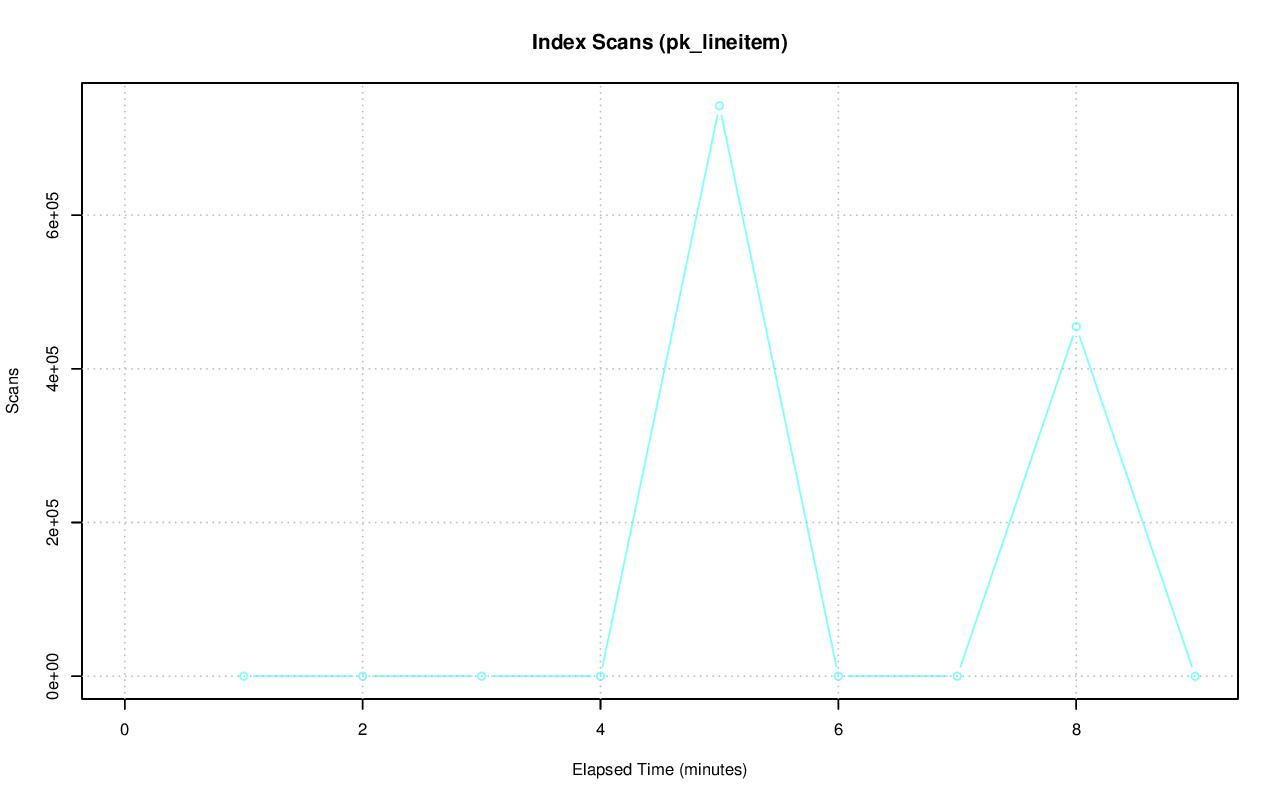 Index Scans (pk_lineitem)
Scans
6e+05
4e+05
2e+05
0e+00
0 2 4 6 8
Elapsed Time (minutes)